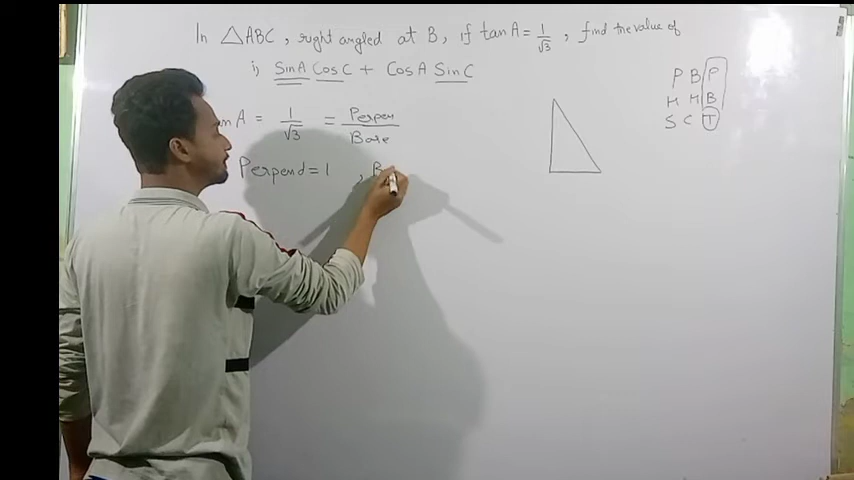 In △ABC, right angled at B, if tan A = 1/√3, find the value of
i) Sin A Cos C + Cos A Sin C
P B P
H H B
S C T
an A = 1/√3 = Perpen/Base
Perpend = 1 , B